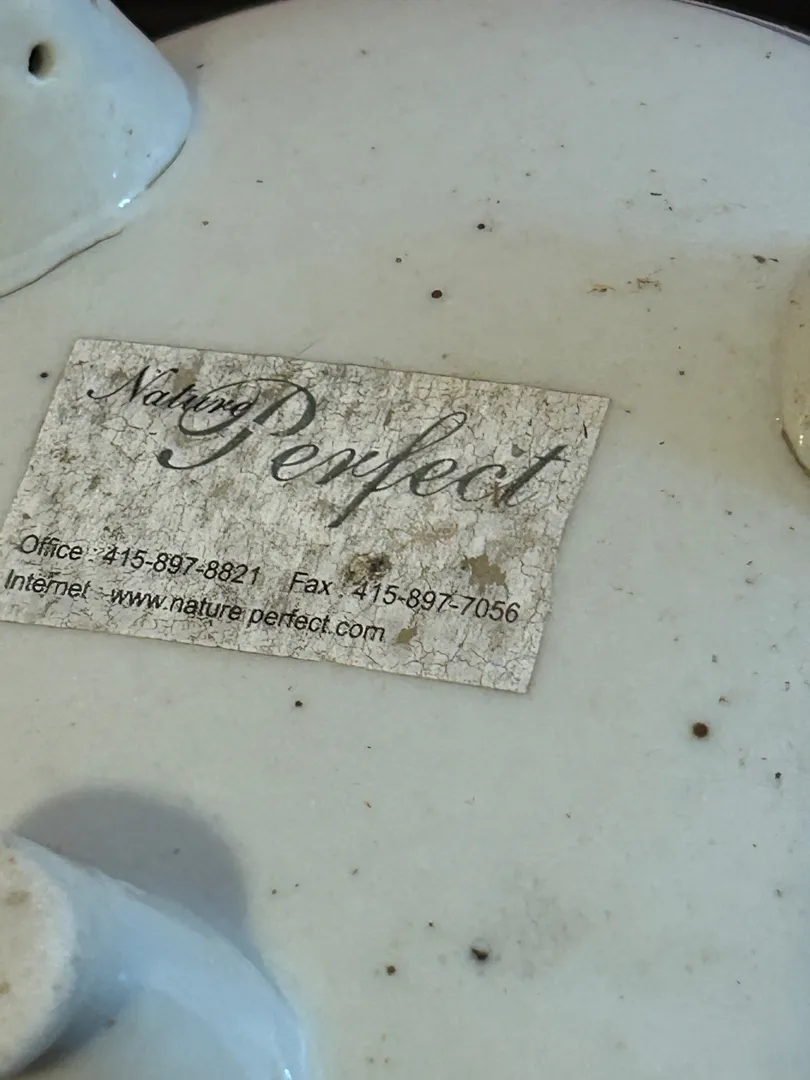 Nature Perfect
Office : 415-897-8821 Fax : 415-897-7056
Internet : www.nature perfect.com